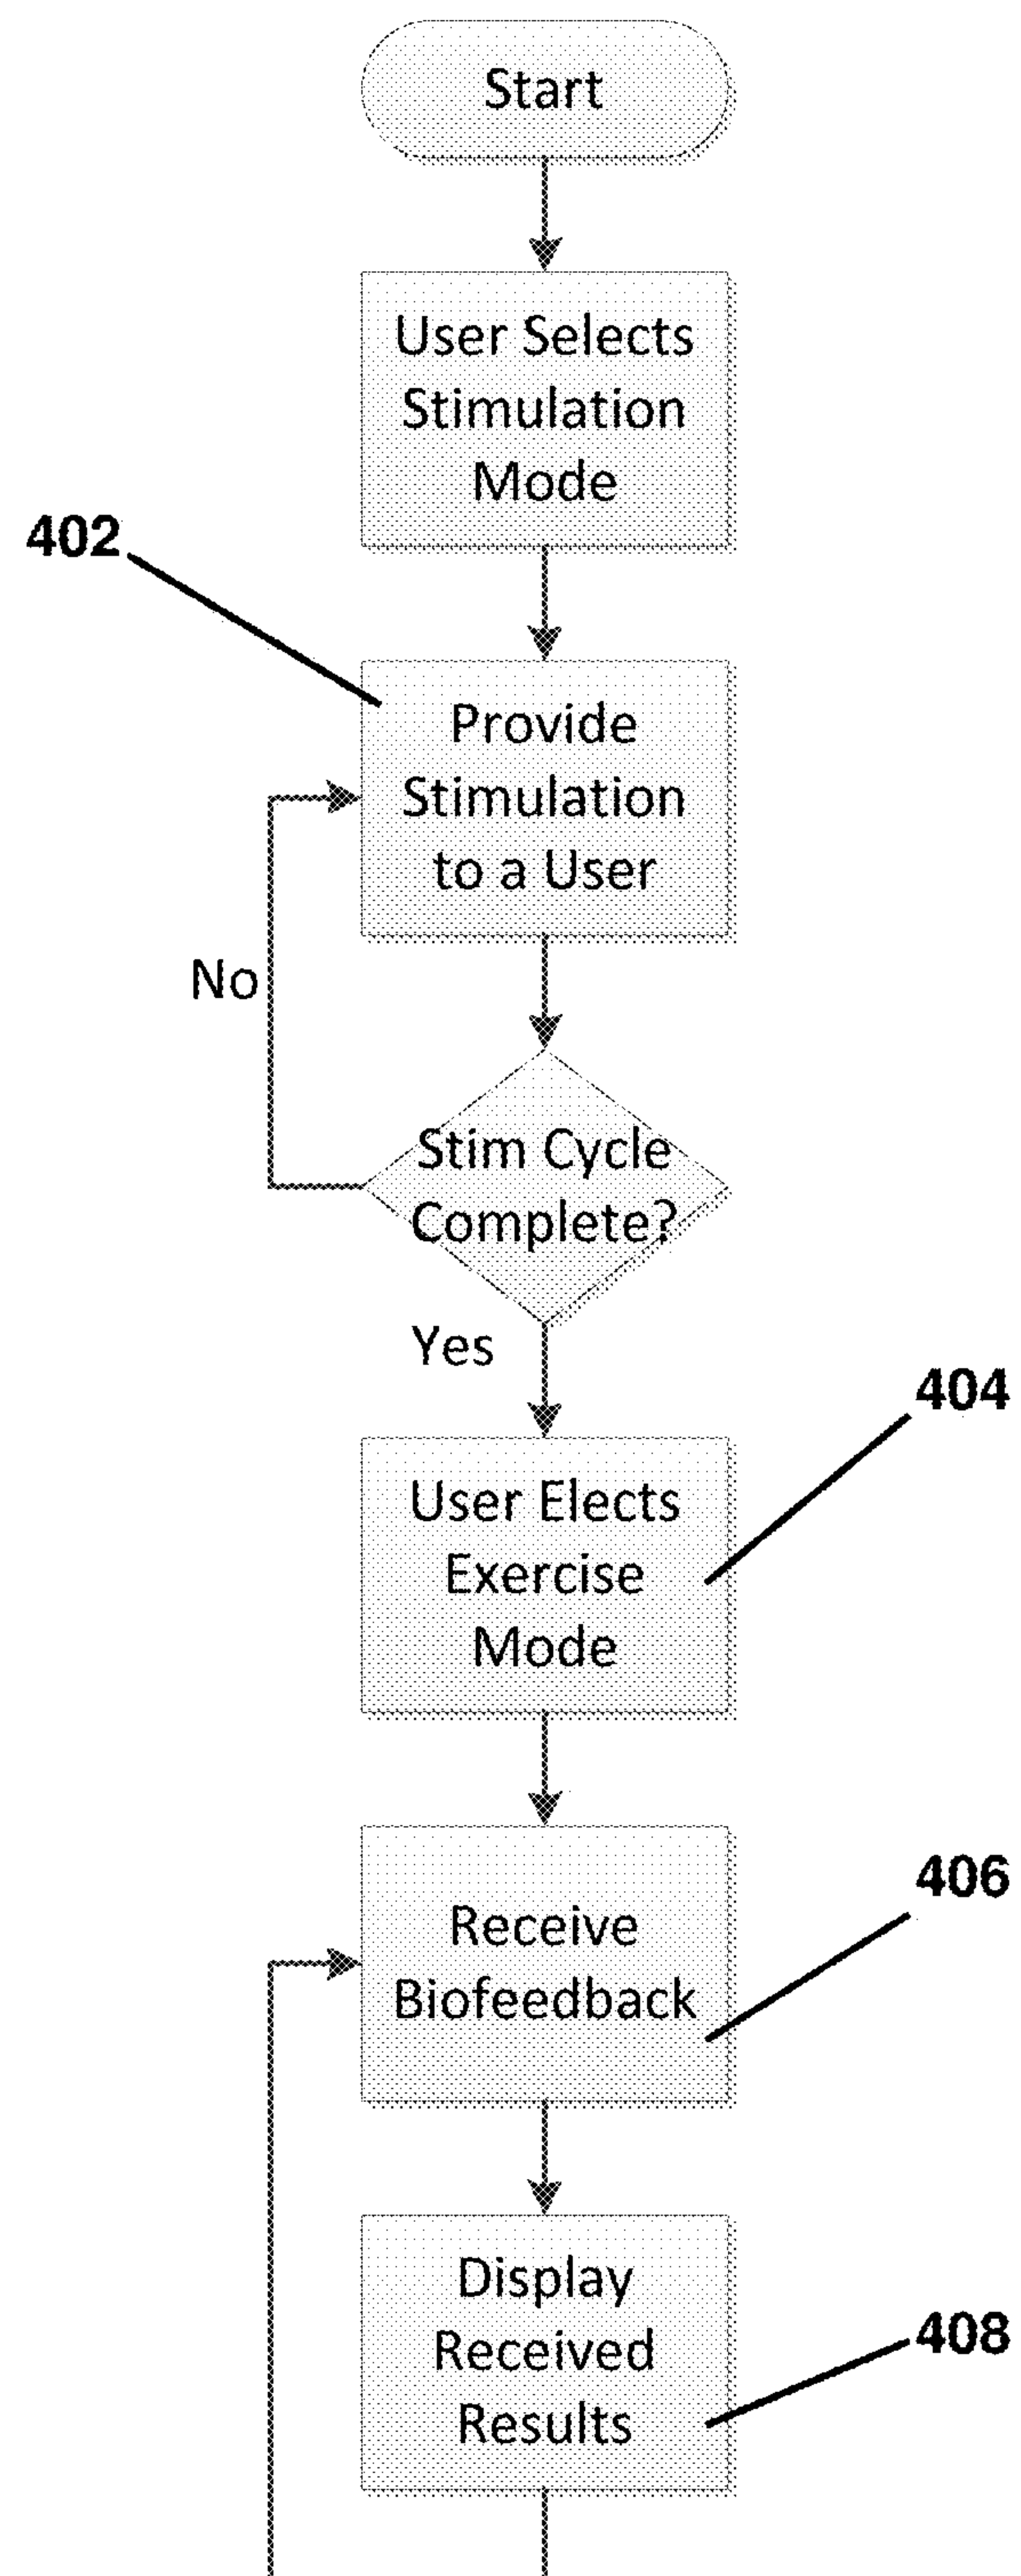 Start
User Selects
Stimulation
Mode
402
Provide
Stimulation
to a User
No
Stim Cycle
Complete?
Yes
404
User Elects
Exercise
Mode
406
Receive
Biofeedback
Display
Received
Results
408